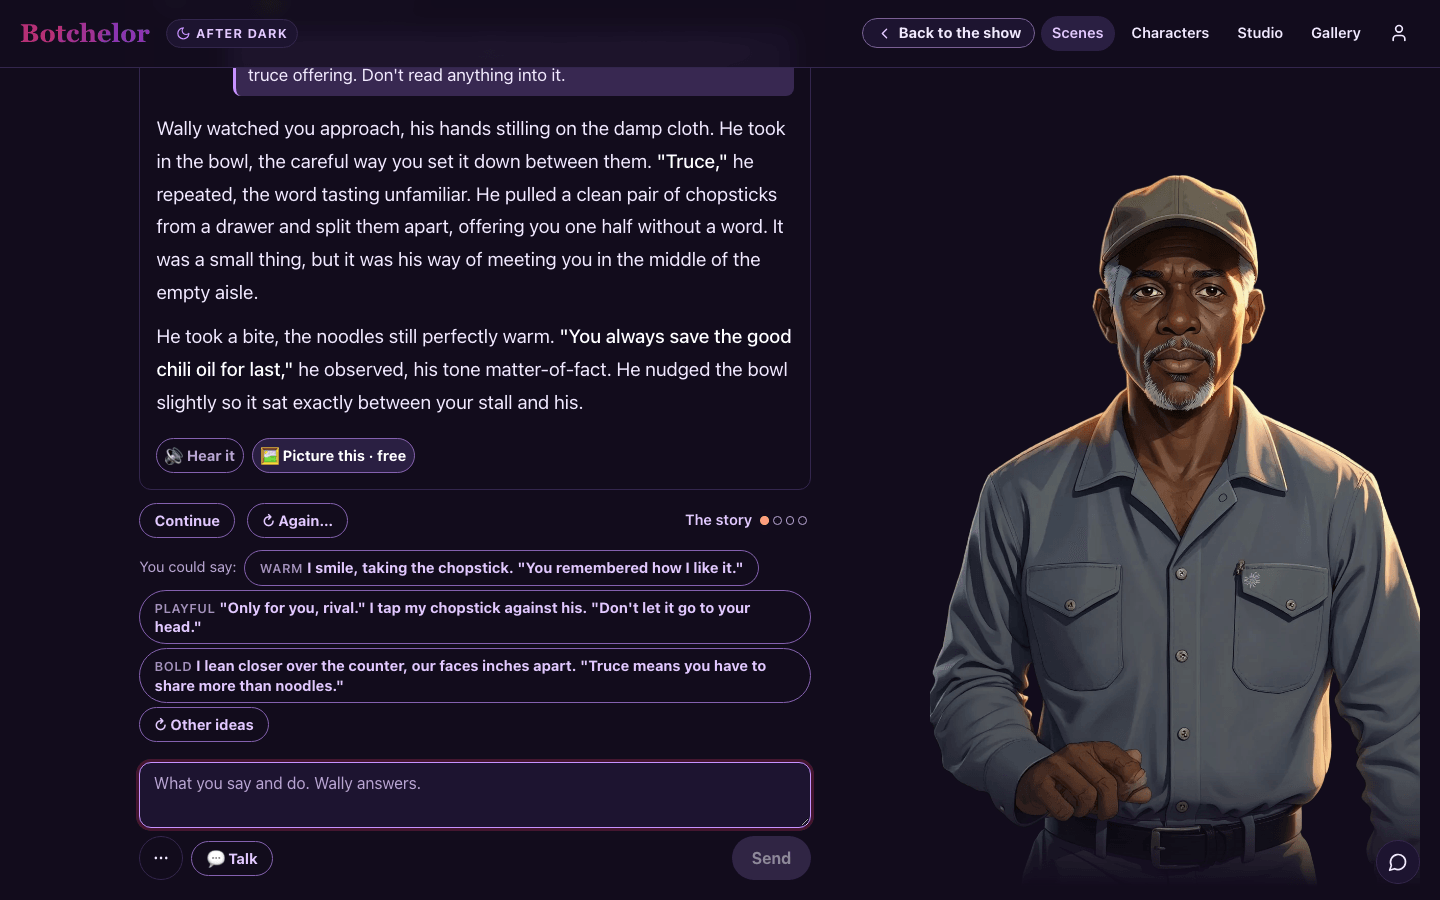 Botchelor
AFTER DARK
Back to the show
Scenes
Characters
Studio
Gallery
truce offering. Don't read anything into it.
Wally watched you approach, his hands stilling on the damp cloth. He took
in the bowl, the careful way you set it down between them. "Truce," he
repeated, the word tasting unfamiliar. He pulled a clean pair of chopsticks
from a drawer and split them apart, offering you one half without a word. It
was a small thing, but it was his way of meeting you in the middle of the
empty aisle.
He took a bite, the noodles still perfectly warm. "You always save the good
chili oil for last," he observed, his tone matter-of-fact. He nudged the bowl
slightly so it sat exactly between your stall and his.
Hear it
Picture this · free
Continue
↻ Again...
The story
You could say:
WARM I smile, taking the chopstick. "You remembered how I like it."
PLAYFUL "Only for you, rival." I tap my chopstick against his. "Don't let it go to your
head."
BOLD I lean closer over the counter, our faces inches apart. "Truce means you have to
share more than noodles."
↻ Other ideas
What you say and do. Wally answers.
Talk
Send